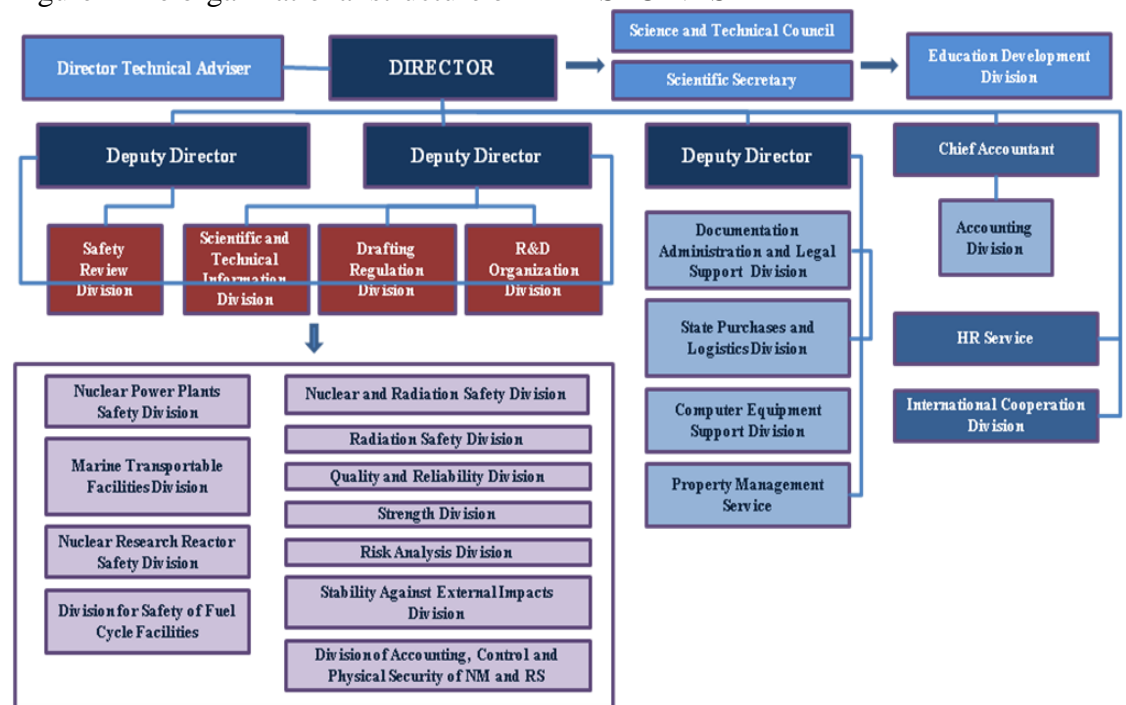 Science and Technical Council
Director Technical Adviser
DIRECTOR
Scientific Secretary
Education Development
Division
Deputy Director
Deputy Director
Deputy Director
Chief Accountant
Safety
Review
Division
Scientific and
Technical
Information
Division
Drafting
Regulation
Division
R&D
Organization
Division
Documentation
Administration and Legal
Support Division
State Purchases and
Logistics Division
Computer Equipment
Support Division
Property Management
Service
Accounting
Division
HR Service
International Cooperation
Division
Nuclear Power Plants
Safety Division
Marine Transportable
Facilities Division
Nuclear Research Reactor
Safety Division
Division for Safety of Fuel
Cycle Facilities
Nuclear and Radiation Safety Division
Radiation Safety Division
Quality and Reliability Division
Strength Division
Risk Analysis Division
Stability Against External Impacts
Division
Division of Accounting, Control and
Physical Security of NM and RS